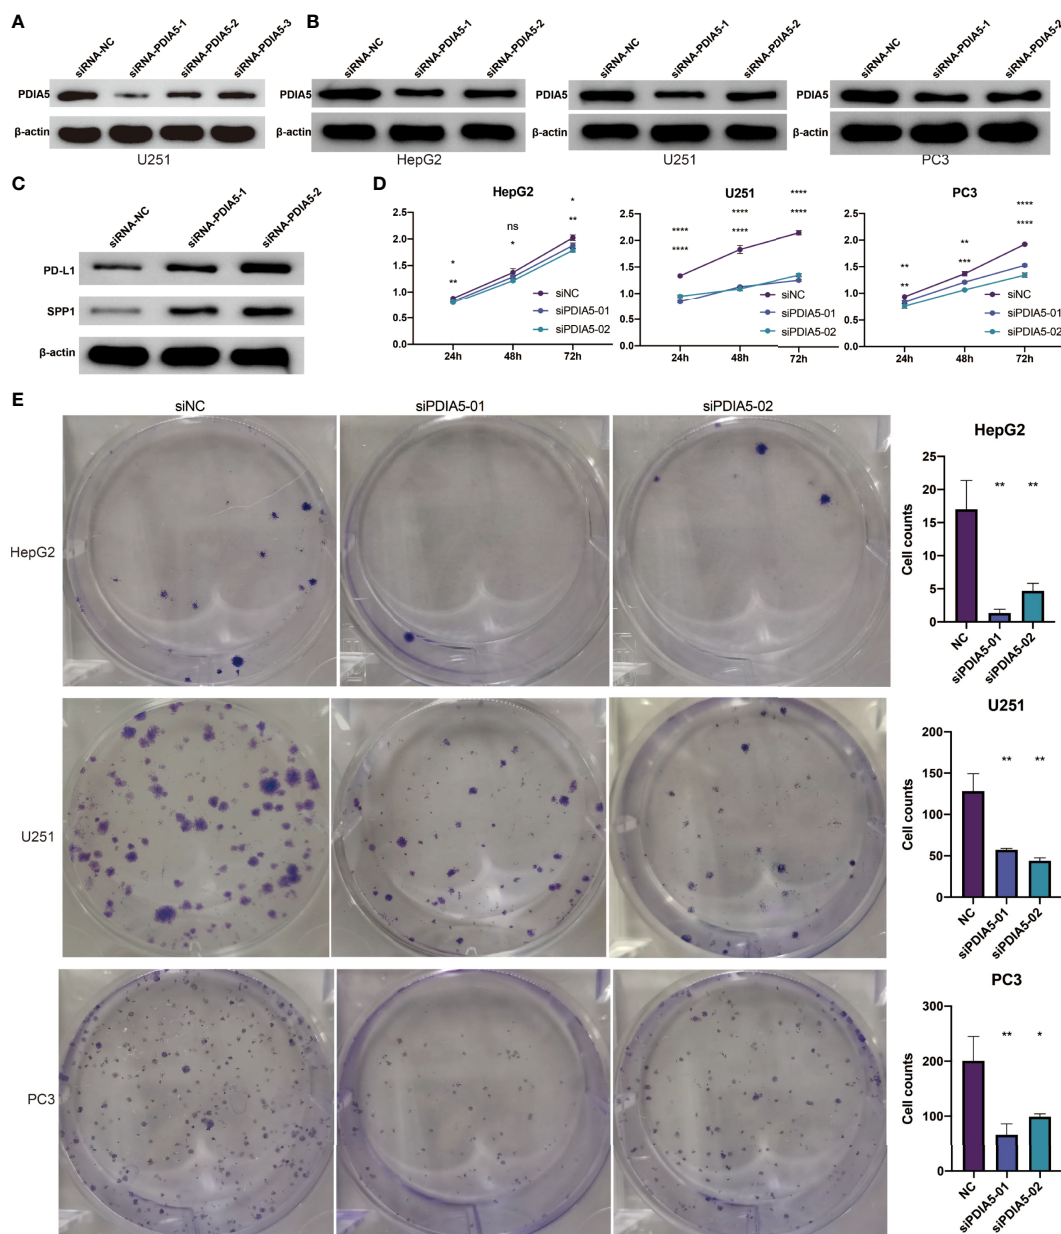 A
siRNA-NC
siRNA-PDIA5-1
siRNA-PDIA5-2
siRNA-PDIA5-3
PDIA5
β-actin
U251
B
siRNA-NC
siRNA-PDIA5-1
siRNA-PDIA5-2
PDIA5
β-actin
HepG2
siRNA-NC
siRNA-PDIA5-1
siRNA-PDIA5-2
PDIA5
β-actin
U251
siRNA-NC
siRNA-PDIA5-1
siRNA-PDIA5-2
PDIA5
β-actin
PC3
C
siRNA-NC
siRNA-PDIA5-1
siRNA-PDIA5-2
PD-L1
SPP1
β-actin
D
HepG2
2.5
2.0
1.5
1.0
0.5
0.0
*
**
ns
*
*
**
siNC
siPDIA5-01
siPDIA5-02
24h 48h 72h
U251
2.5
2.0
1.5
1.0
0.5
0.0
****
****
****
****
****
****
siNC
siPDIA5-01
siPDIA5-02
24h 48h 72h
PC3
2.5
2.0
1.5
1.0
0.5
0.0
**
**
**
***
****
****
siNC
siPDIA5-01
siPDIA5-02
24h 48h 72h
E
siNC siPDIA5-01 siPDIA5-02
HepG2
HepG2
Cell counts
25
20
15
10
5
0
** **
NC
siPDIA5-01
siPDIA5-02
U251
U251
Cell counts
200
150
100
50
0
** **
NC
siPDIA5-01
siPDIA5-02
PC3
PC3
Cell counts
300
200
100
0
** *
NC
siPDIA5-01
siPDIA5-02